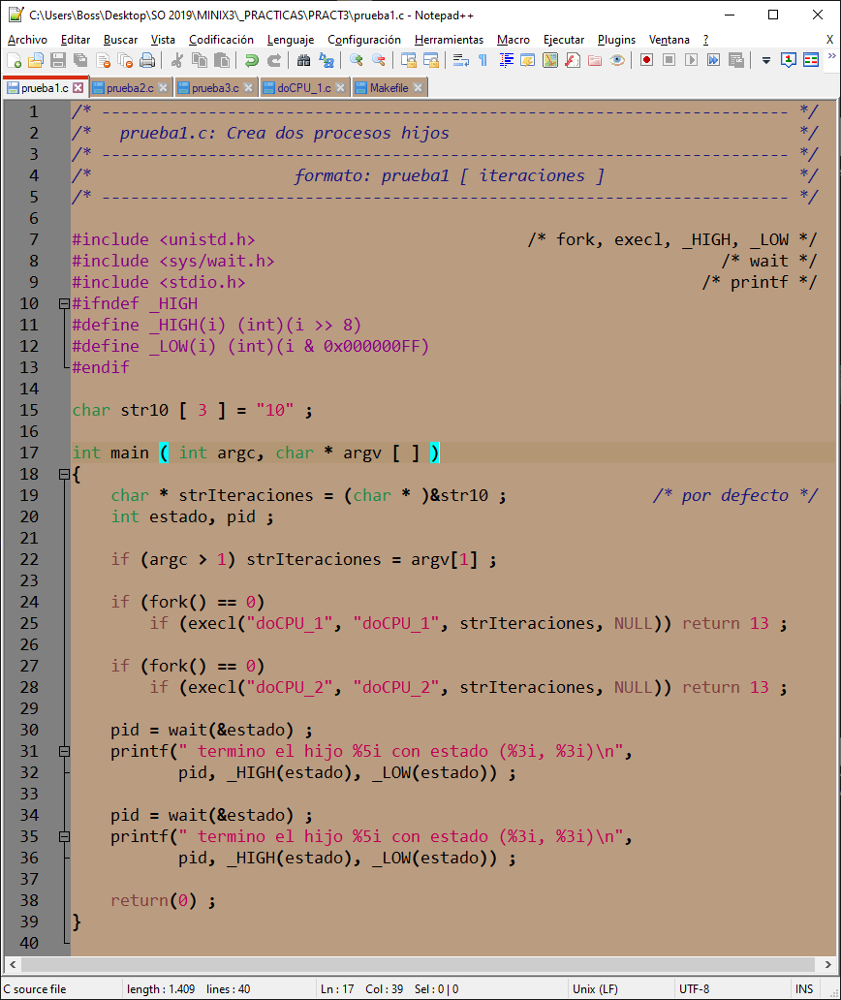 C:\Users\Boss\Desktop\SO 2019\MINIX3\_PRACTICAS\PRACT3\prueba1.c - Notepad++
Archivo Editar Buscar Vista Codificación Lenguaje Configuración Herramientas Macro Ejecutar Plugins Ventana ? X
prueba1.c prueba2.c prueba3.c doCPU_1.c Makefile
1 /* ----------------------------------------------------------------------- */
2 /*   prueba1.c: Crea dos procesos hijos                                    */
3 /* ----------------------------------------------------------------------- */
4 /*                     formato: prueba1 [ iteraciones ]                    */
5 /* ----------------------------------------------------------------------- */
6
7 #include <unistd.h>                            /* fork, execl, _HIGH, _LOW */
8 #include <sys/wait.h>                                              /* wait */
9 #include <stdio.h>                                               /* printf */
10 #ifndef _HIGH
11 #define _HIGH(i) (int)(i >> 8)
12 #define _LOW(i) (int)(i & 0x000000FF)
13 #endif
14
15 char str10 [ 3 ] = "10" ;
16
17 int main ( int argc, char * argv [ ] )
18 {
19     char * strIteraciones = (char * )&str10 ;               /* por defecto */
20     int estado, pid ;
21
22     if (argc > 1) strIteraciones = argv[1] ;
23
24     if (fork() == 0)
25         if (execl("doCPU_1", "doCPU_1", strIteraciones, NULL)) return 13 ;
26
27     if (fork() == 0)
28         if (execl("doCPU_2", "doCPU_2", strIteraciones, NULL)) return 13 ;
29
30     pid = wait(&estado) ;
31     printf(" termino el hijo %5i con estado (%3i, %3i)\n",
32            pid, _HIGH(estado), _LOW(estado)) ;
33
34     pid = wait(&estado) ;
35     printf(" termino el hijo %5i con estado (%3i, %3i)\n",
36            pid, _HIGH(estado), _LOW(estado)) ;
37
38     return(0) ;
39 }
40
C source file length : 1.409 lines : 40 Ln : 17 Col : 39 Sel : 0 | 0 Unix (LF) UTF-8 INS